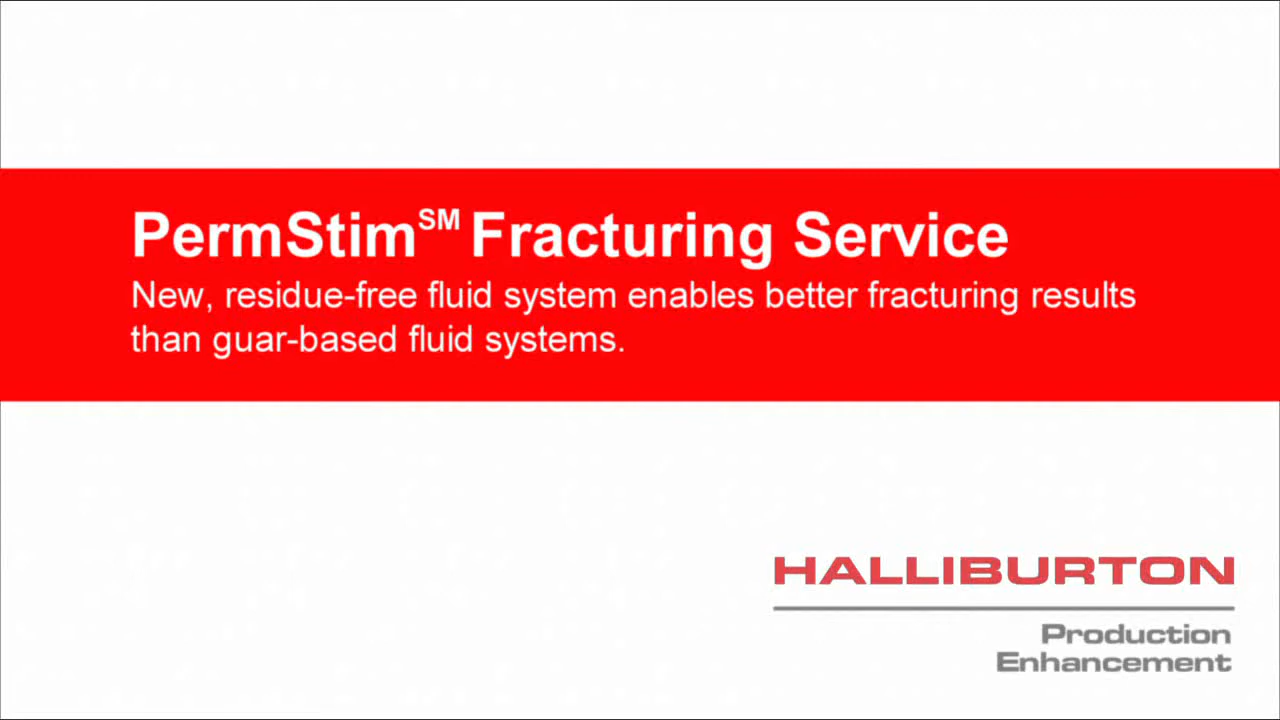 PermStim℠ Fracturing Service
New, residue-free fluid system enables better fracturing results
than guar-based fluid systems.
HALLIBURTON
Production
Enhancement